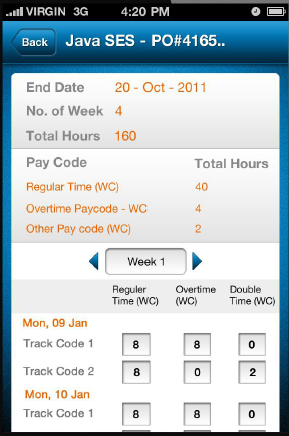 VIRGIN 3G 4:20 PM
Back Java SES - PO#4165..
End Date 20 - Oct - 2011
No. of Week 4
Total Hours 160
Pay Code Total Hours
Regular Time (WC) 40
Overtime Paycode - WC 4
Other Pay code (WC) 2
Week 1
Reguler Time (WC) Overtime (WC) Double Time (WC)
Mon, 09 Jan
Track Code 1 8 8 0
Track Code 2 8 0 2
Mon, 10 Jan
Track Code 1 8 8 0